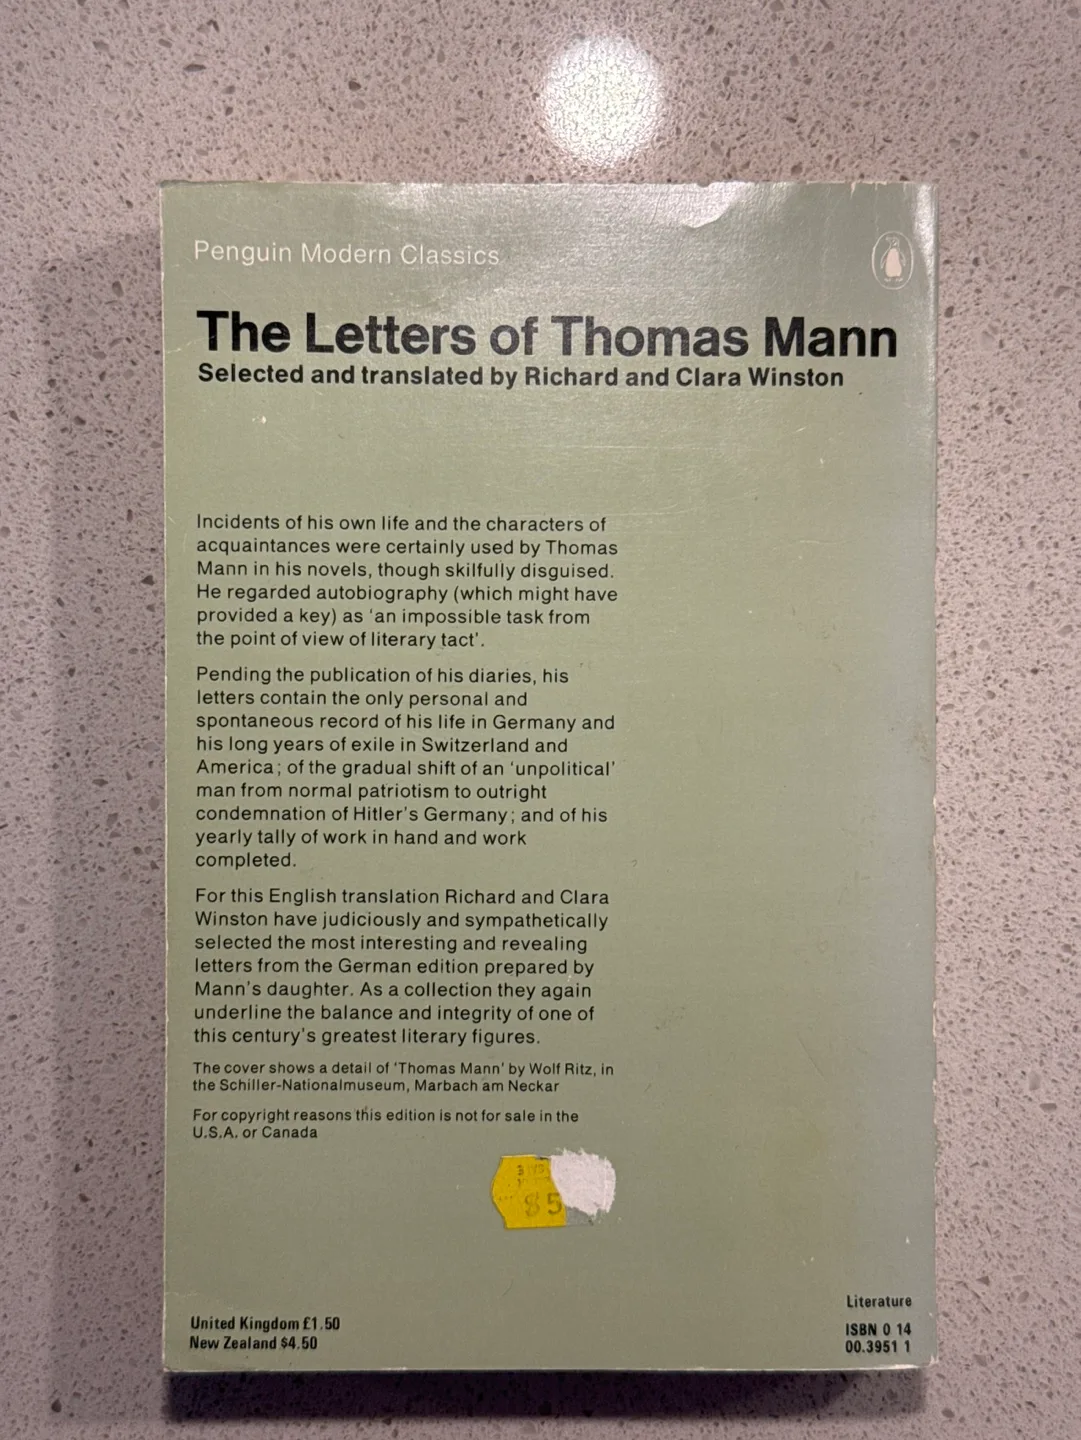 Penguin Modern Classics
The Letters of Thomas Mann
Selected and translated by Richard and Clara Winston
Incidents of his own life and the characters of
acquaintances were certainly used by Thomas
Mann in his novels, though skilfully disguised.
He regarded autobiography (which might have
provided a key) as ‘an impossible task from
the point of view of literary tact’.
Pending the publication of his diaries, his
letters contain the only personal and
spontaneous record of his life in Germany and
his long years of exile in Switzerland and
America; of the gradual shift of an ‘unpolitical’
man from normal patriotism to outright
condemnation of Hitler’s Germany; and of his
yearly tally of work in hand and work
completed.
For this English translation Richard and Clara
Winston have judiciously and sympathetically
selected the most interesting and revealing
letters from the German edition prepared by
Mann’s daughter. As a collection they again
underline the balance and integrity of one of
this century’s greatest literary figures.
The cover shows a detail of ‘Thomas Mann’ by Wolf Ritz, in
the Schiller-Nationalmuseum, Marbach am Neckar
For copyright reasons this edition is not for sale in the
U.S.A. or Canada
85
United Kingdom £1.50
New Zealand $4.50
Literature
ISBN 0 14
00.3951 1